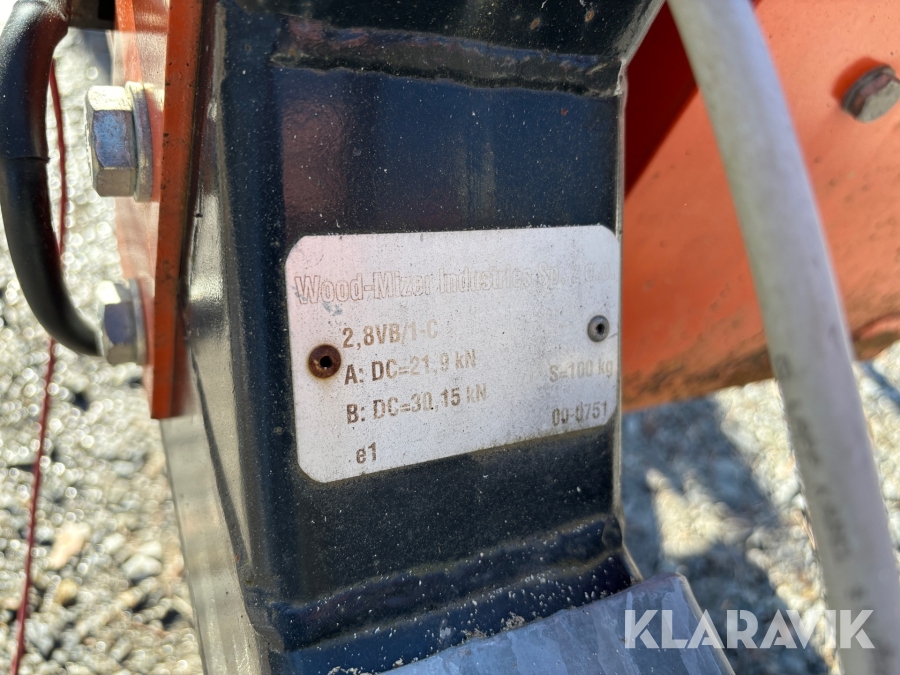 Wood-Mizer Industries sp. z o.o.
2,8VB/1-C
A: DC=21,9 kN S=100 kg
B: DC=30,15 kN 00-0751
e1
KLARAVIK